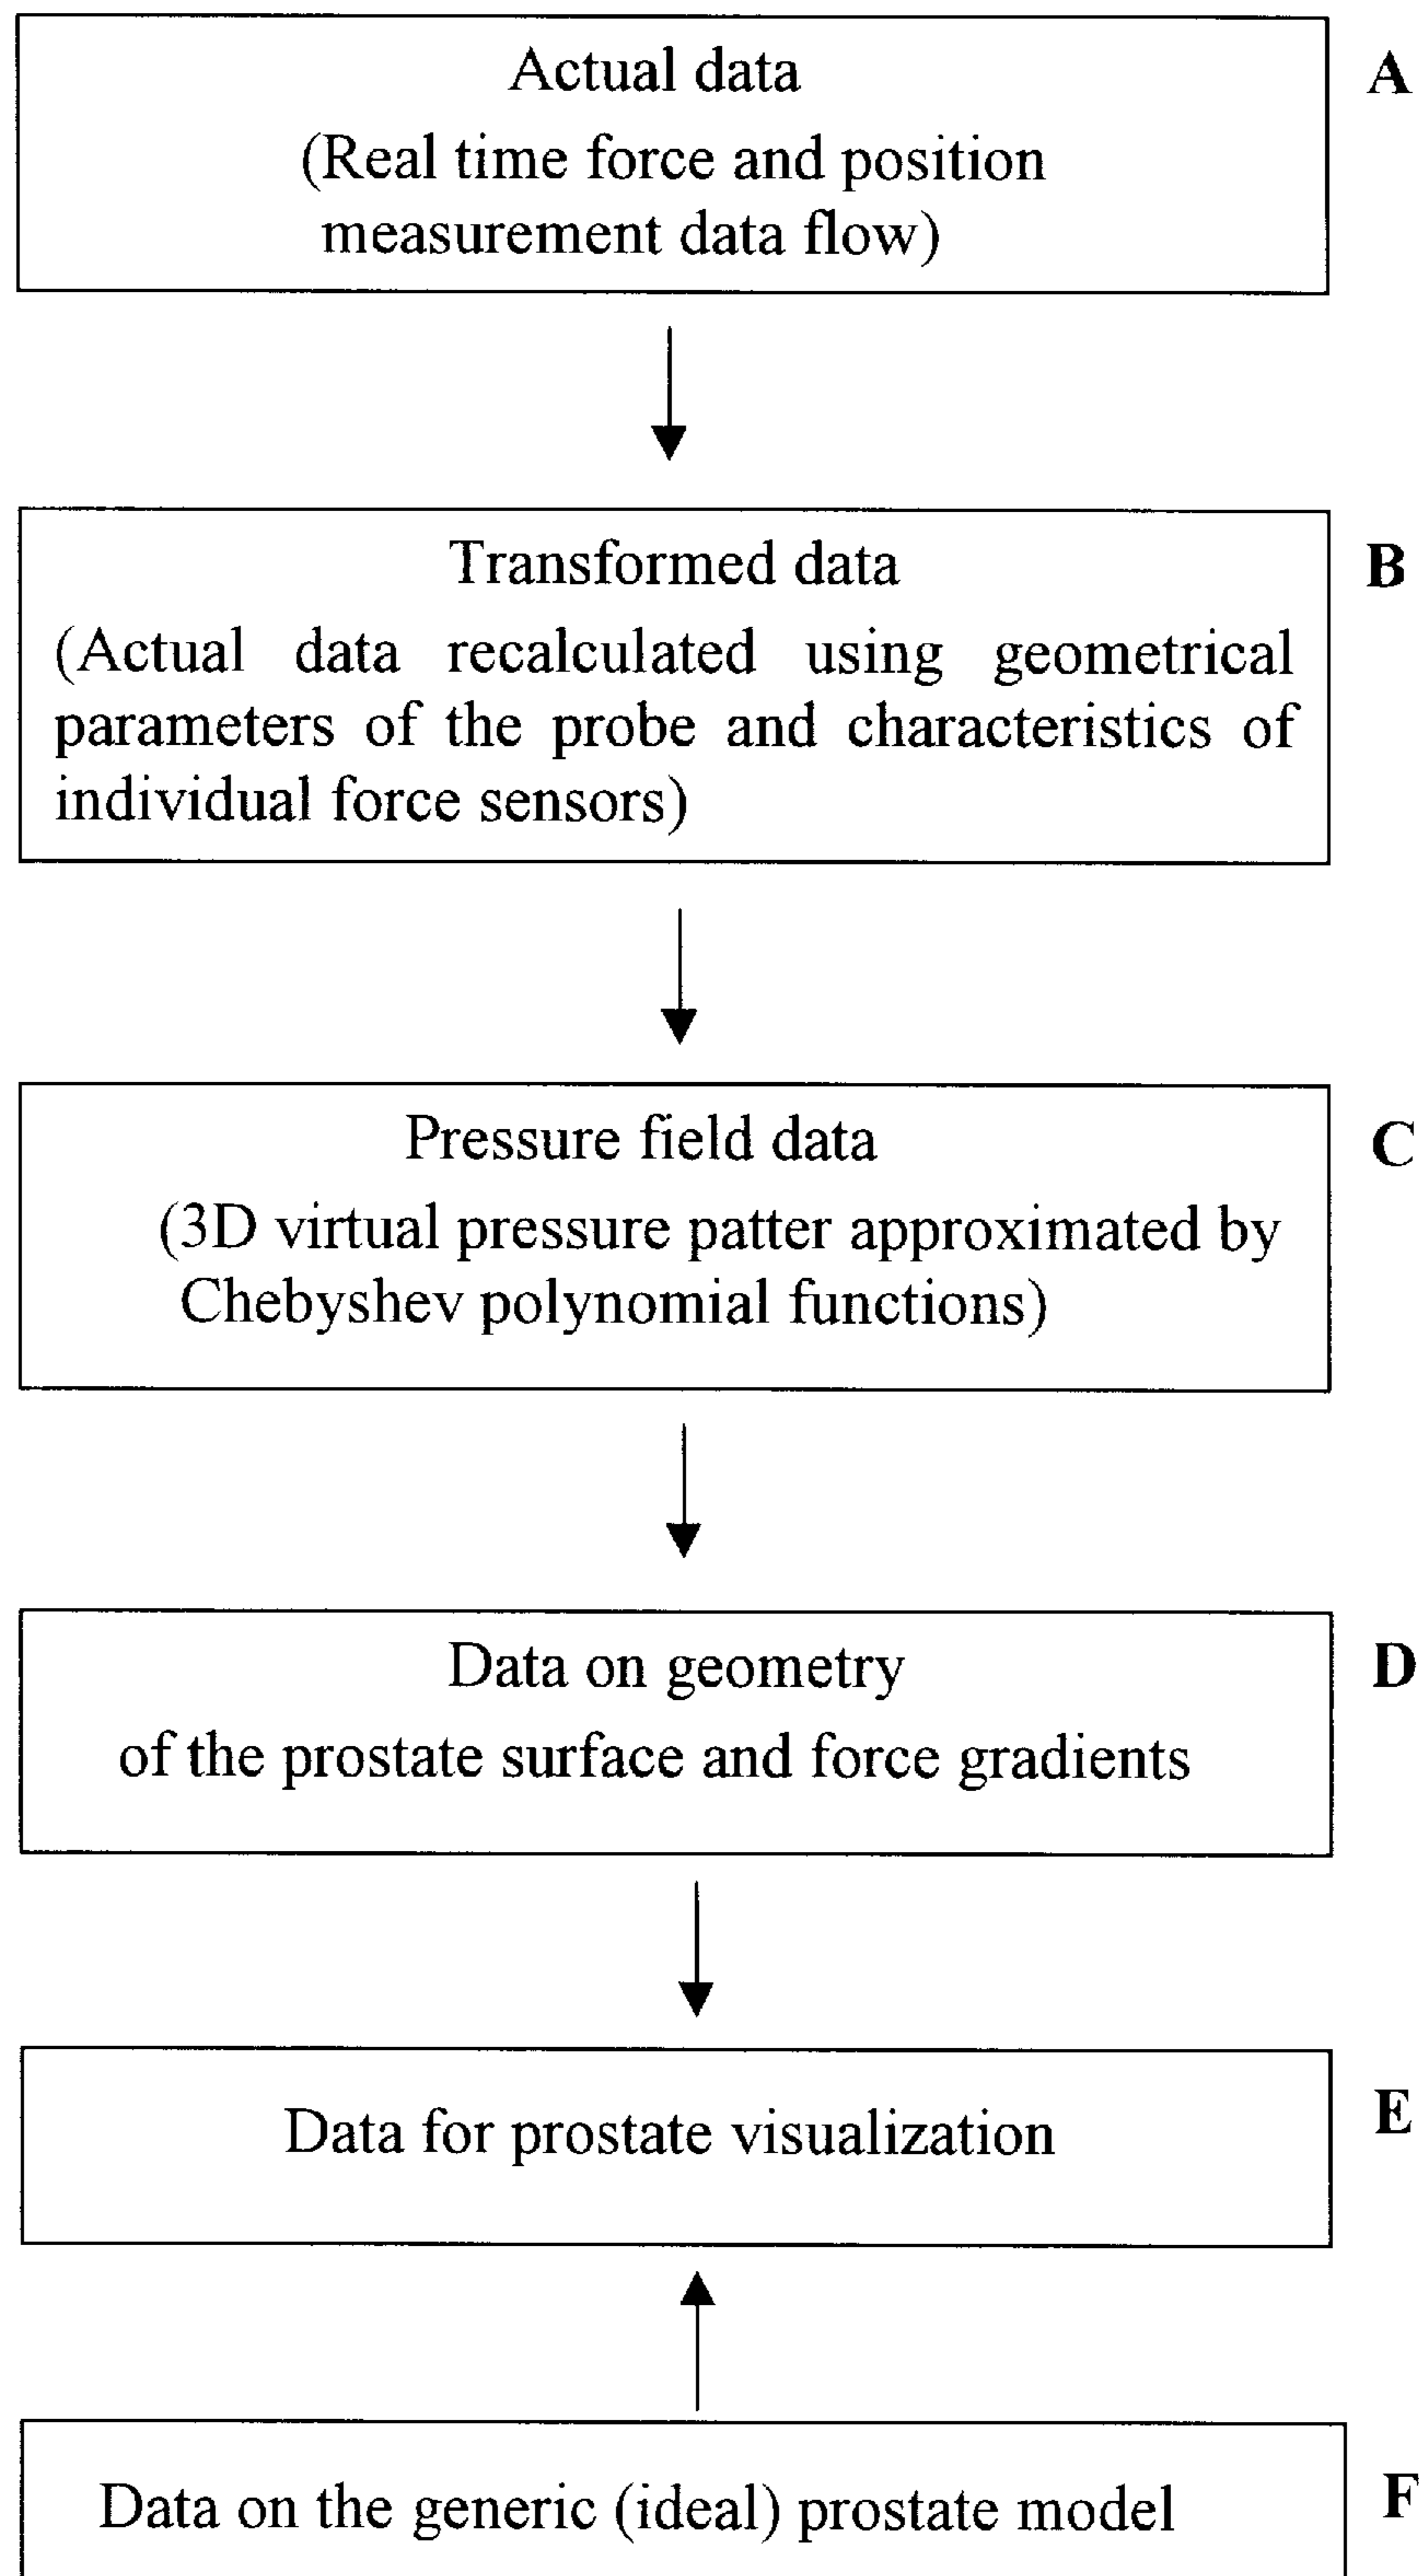 Actual data
A
(Real time force and position
measurement data flow)
Transformed data
B
(Actual data recalculated using geometrical
parameters of the probe and characteristics of
individual force sensors)
Pressure field data
C
(3D virtual pressure patter approximated by
Chebyshev polynomial functions)
Data on geometry
D
of the prostate surface and force gradients
Data for prostate visualization
E
Data on the generic (ideal) prostate model
F